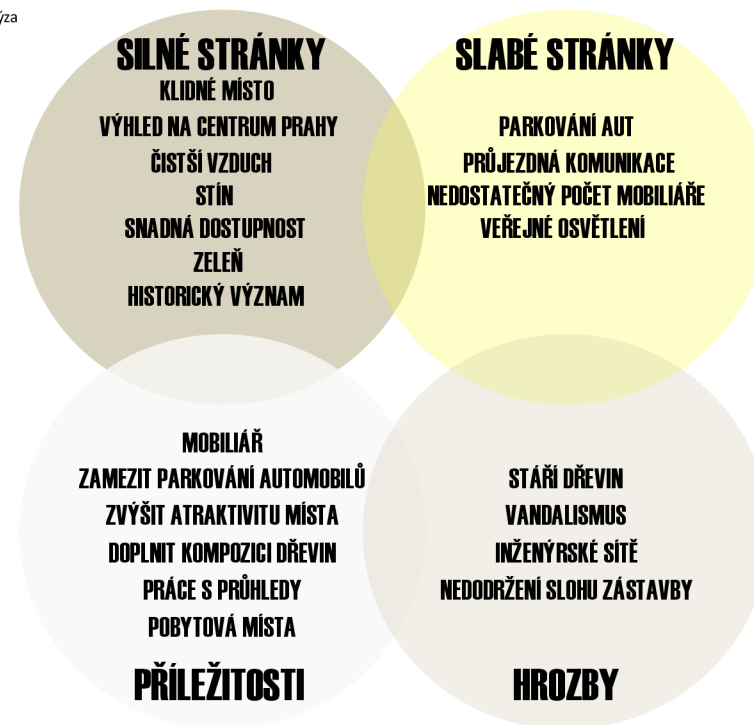 SILNÉ STRÁNKY
KLIDNÉ MÍSTO
VÝHLED NA CENTRUM PRAHY
ČISTŠÍ VZDUCH
STÍN
SNADNÁ DOSTUPNOST
ZELEŇ
HISTORICKÝ VÝZNAM
SLABÉ STRÁNKY
PARKOVÁNÍ AUT
PRŮJEZDNÁ KOMUNIKACE
NEDOSTATEČNÝ POČET MOBILIÁŘE
VEŘEJNÉ OSVĚTLENÍ
MOBILIÁŘ
ZAMEZIT PARKOVÁNÍ AUTOMOBILŮ
ZVÝŠIT ATRAKTIVITU MÍSTA
DOPLNIT KOMPOZICI DŘEVIN
PRÁCE S PRŮHLEDY
POBYTOVÁ MÍSTA
PŘÍLEŽITOSTI
STÁŘÍ DŘEVIN
VANDALISMUS
INŽENÝRSKÉ SÍTĚ
NEDODRŽENÍ SLOHU ZÁSTAVBY
HROZBY